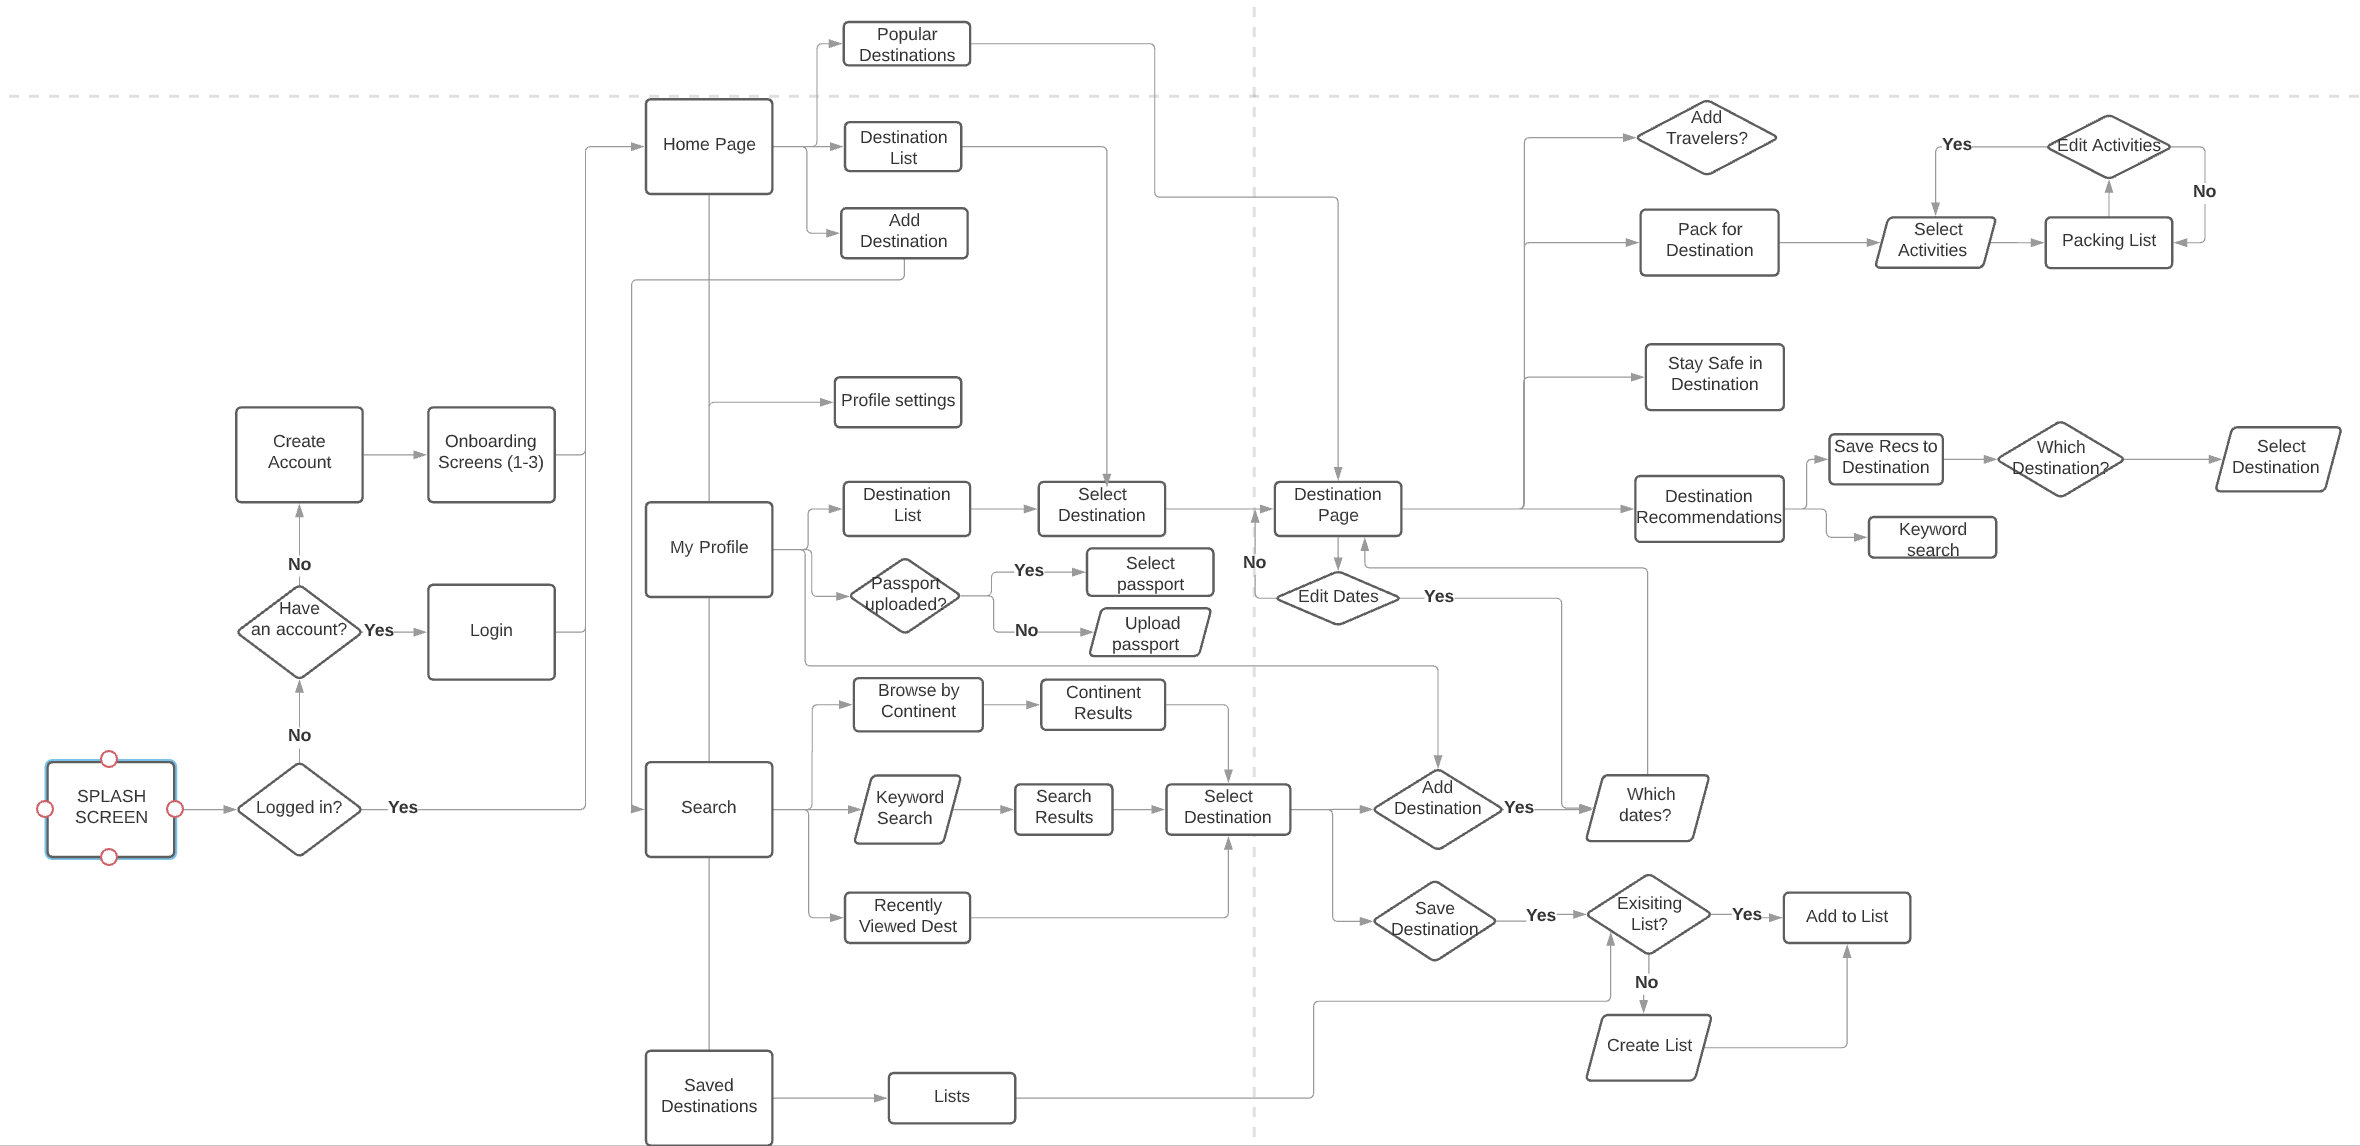 Popular
Destinations
Home Page
Destination
List
Add
Destination
Add
Travelers?
Yes
Edit Activities
No
Pack for
Destination
Select
Activities
Packing List
Stay Safe in
Destination
Profile settings
Create
Account
Onboarding
Screens (1-3)
My Profile
Destination
List
Select
Destination
Destination
Page
Destination
Recommendations
Save Recs to
Destination
Which
Destination?
Select
Destination
Keyword
search
No
Have
an account?
Yes
Login
Passport
uploaded?
Yes
Select
passport
No
Upload
passport
No
Edit Dates
Yes
No
SPLASH
SCREEN
Logged in?
Yes
Search
Browse by
Continent
Continent
Results
Keyword
Search
Search
Results
Select
Destination
Add
Destination
Yes
Which
dates?
Recently
Viewed Dest
Save
Destination
Yes
Exisiting
List?
Yes
Add to List
No
Create List
Saved
Destinations
Lists